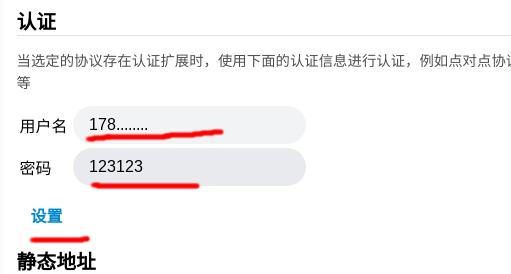 认证
当选定的协议存在认证扩展时，使用下面的认证信息进行认证，例如点对点协议
等
用户名 178........
密码 123123
设置
静态地址